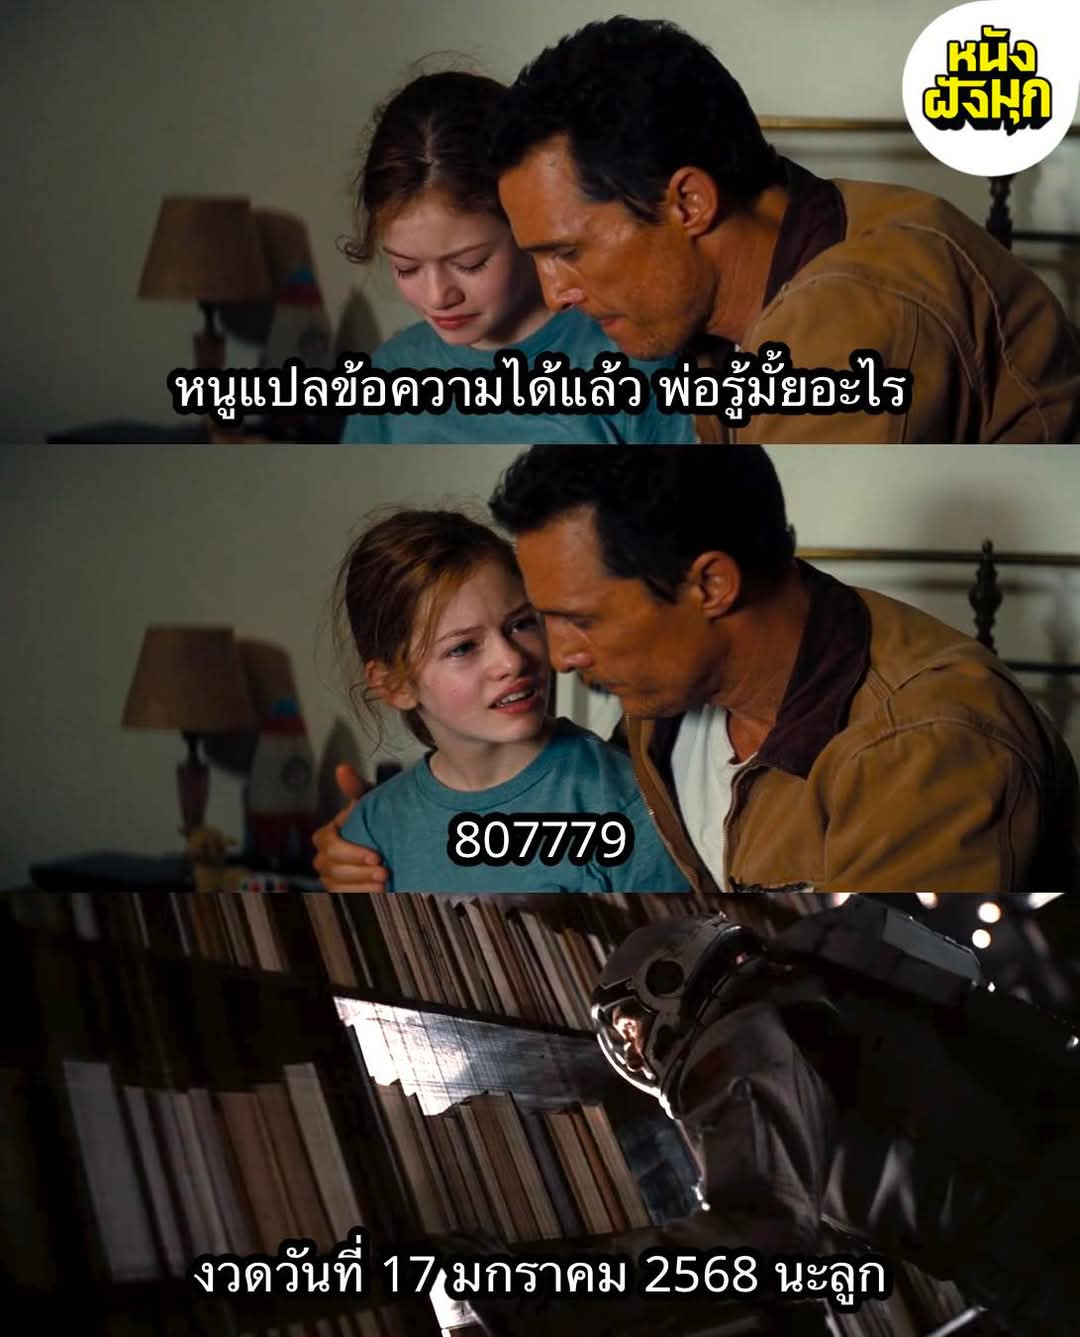 หนัง
ฝังมุก
หนูแปลข้อความได้แล้ว พ่อรู้มั้ยอะไร
807779
งวดวันที่ 17 มกราคม 2568 นะลูก